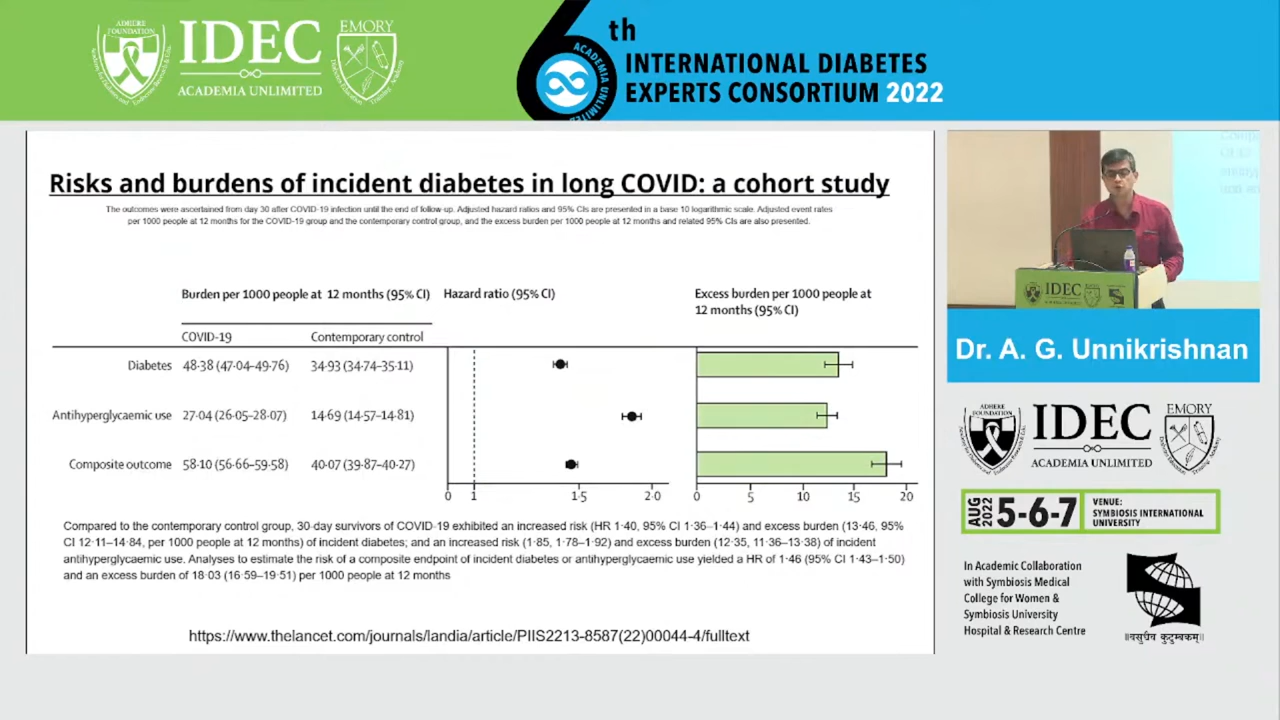 ADHERE
FOUNDATION
IDEC
ACADEMIA UNLIMITED
EMORY
6th
ACADEMIA UNLIMITED
INTERNATIONAL DIABETES
EXPERTS CONSORTIUM 2022
Risks and burdens of incident diabetes in long COVID: a cohort study
The outcomes were ascertained from day 30 after COVID-19 infection until the end of follow-up. Adjusted hazard ratios and 95% CIs are presented in a base 10 logarithmic scale. Adjusted event rates
per 1000 people at 12 months for the COVID-19 group and the contemporary control group, and the excess burden per 1000 people at 12 months and related 95% CIs are also presented.
Burden per 1000 people at 12 months (95% CI) Hazard ratio (95% CI) Excess burden per 1000 people at
12 months (95% CI)
COVID-19 Contemporary control
Diabetes 48·38 (47·04–49·76) 34·93 (34·74–35·11)
Antihyperglycaemic use 27·04 (26·05–28·07) 14·69 (14·57–14·81)
Composite outcome 58·10 (56·66–59·58) 40·07 (39·87–40·27)
0 1 1·5 2·0 0 5 10 15 20
Compared to the contemporary control group, 30-day survivors of COVID-19 exhibited an increased risk (HR 1·40, 95% CI 1·36–1·44) and excess burden (13·46, 95%
CI 12·11–14·84, per 1000 people at 12 months) of incident diabetes; and an increased risk (1·85, 1·78–1·92) and excess burden (12·35, 11·36–13·38) of incident
antihyperglycaemic use. Analyses to estimate the risk of a composite endpoint of incident diabetes or antihyperglycaemic use yielded a HR of 1·46 (95% CI 1·43–1·50)
and an excess burden of 18·03 (16·59–19·51) per 1000 people at 12 months
https://www.thelancet.com/journals/landia/article/PIIS2213-8587(22)00044-4/fulltext
IDEC
Dr. A. G. Unnikrishnan
ADHERE
FOUNDATION
IDEC
ACADEMIA UNLIMITED
EMORY
AUG
2022
5-6-7
VENUE:
SYMBIOSIS INTERNATIONAL
UNIVERSITY
In Academic Collaboration
with Symbiosis Medical
College for Women &
Symbiosis University
Hospital & Research Centre
॥वसुधैव कुटुम्बकम्॥